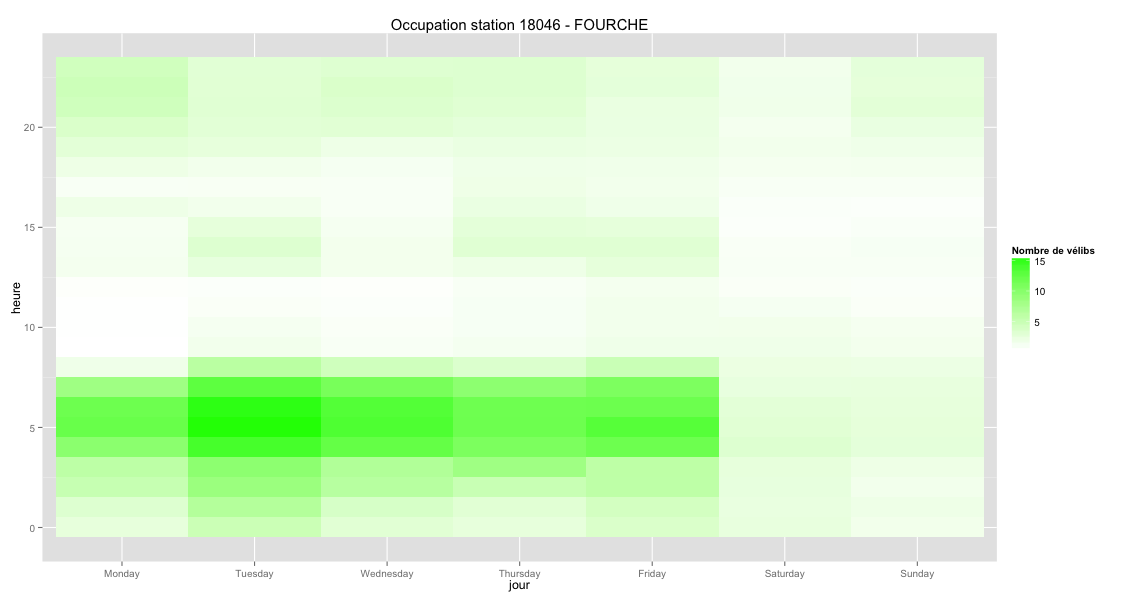 Occupation station 18046 - FOURCHE
heure
20
15
10
5
0
Monday Tuesday Wednesday Thursday Friday Saturday Sunday
jour
Nombre de vélibs
15
10
5